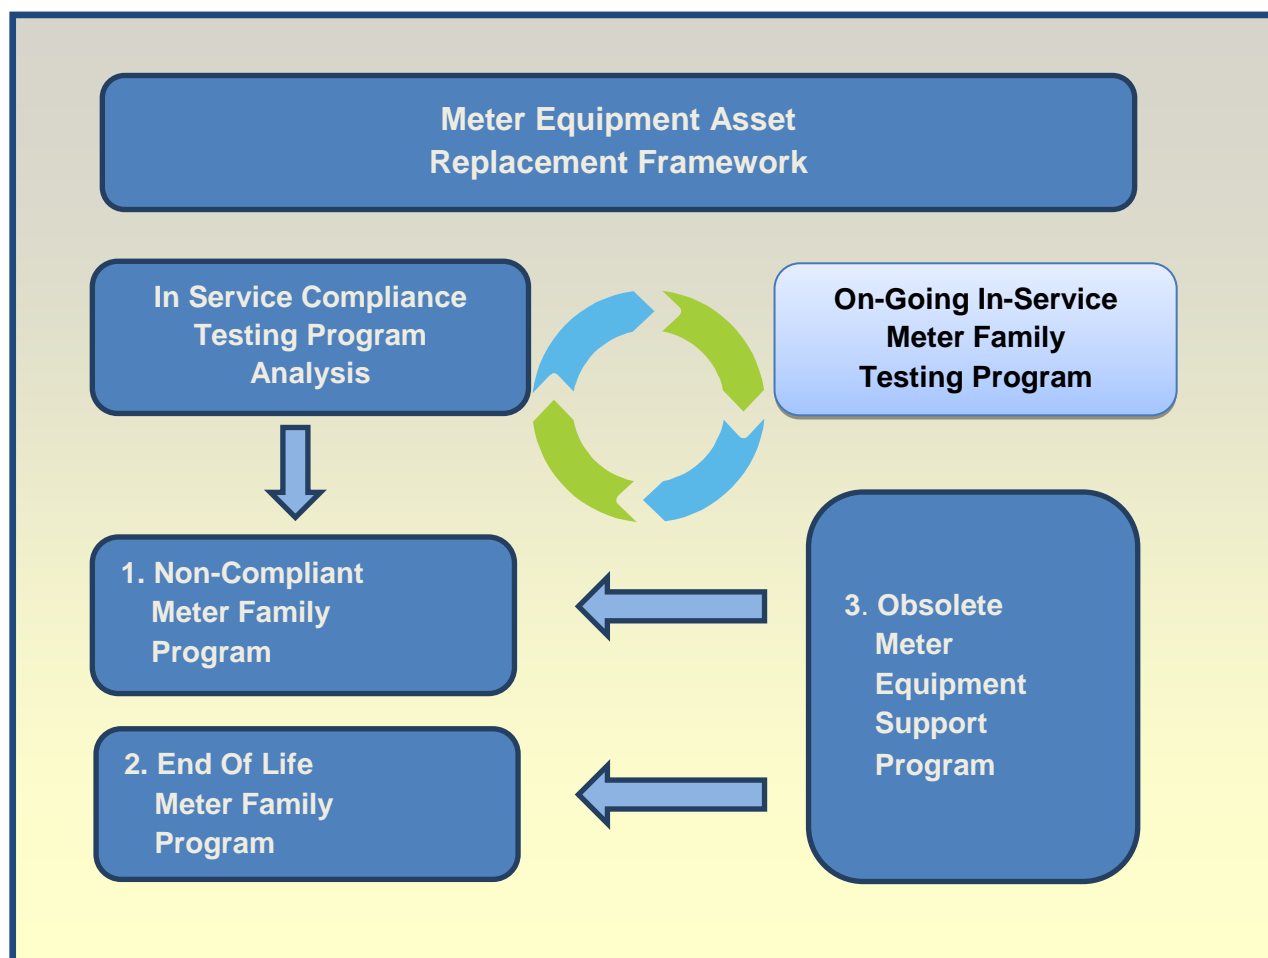 Meter Equipment Asset
Replacement Framework
In Service Compliance
Testing Program
Analysis
On-Going In-Service
Meter Family
Testing Program
1. Non-Compliant
Meter Family
Program
2. End Of Life
Meter Family
Program
3. Obsolete
Meter
Equipment
Support
Program